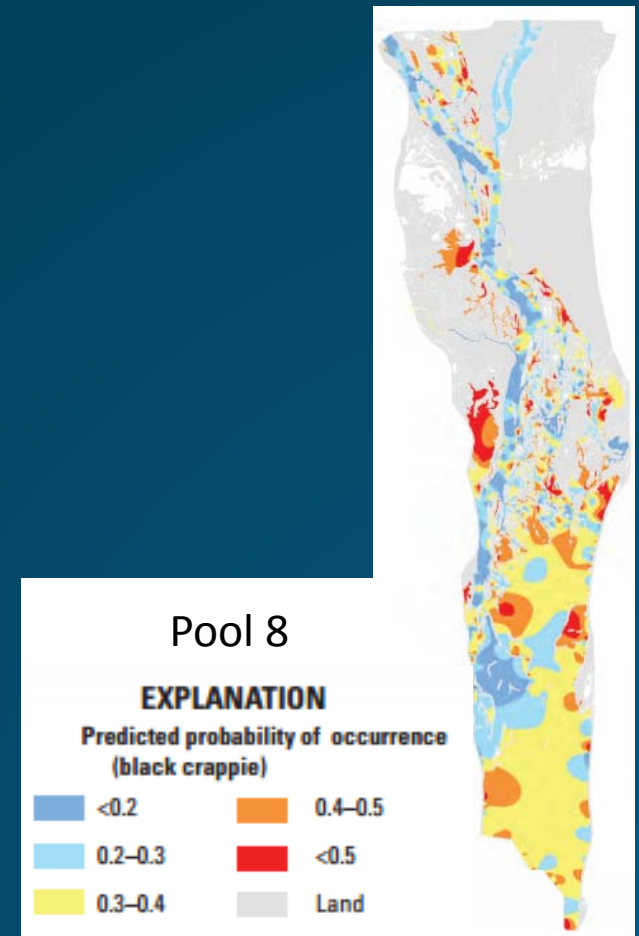 Pool 8
EXPLANATION
Predicted probability of occurrence
(black crappie)
<0.2
0.2–0.3
0.3–0.4
0.4–0.5
<0.5
Land